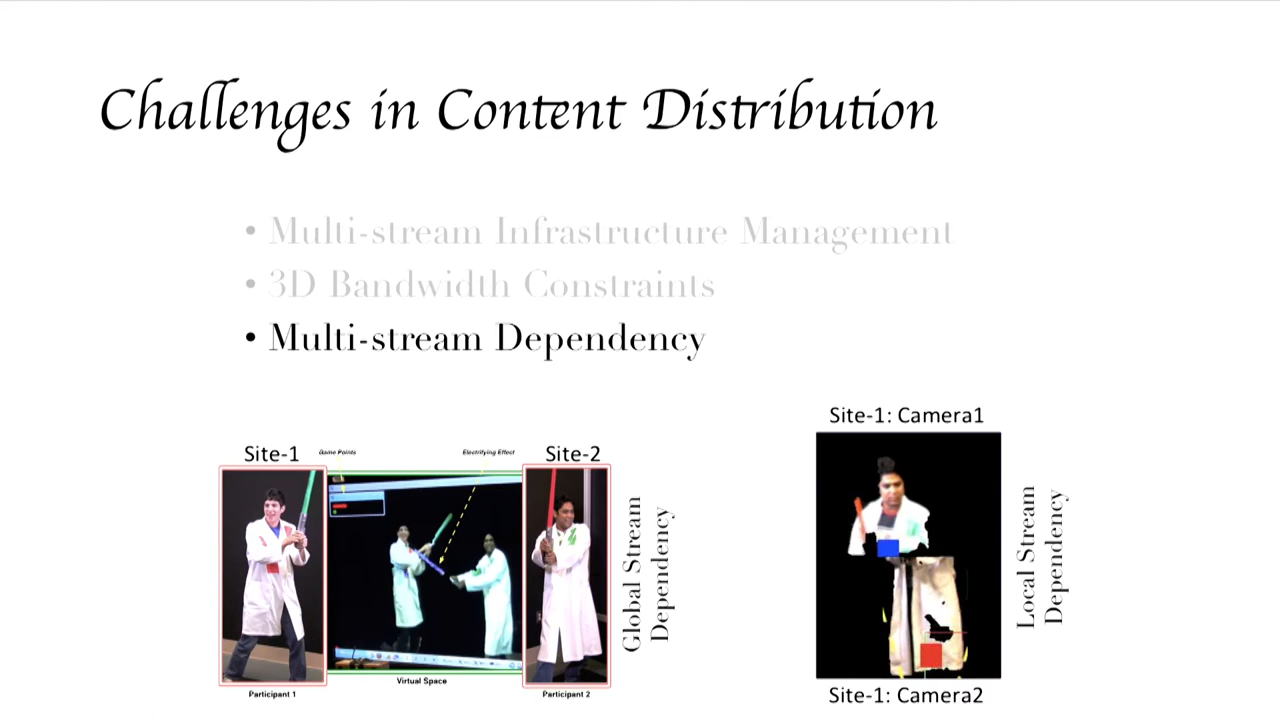 Challenges in Content Distribution
• Multi-stream Infrastructure Management
• 3D Bandwidth Constraints
• Multi-stream Dependency
Site-1
Game Points
Electrifying Effect
Site-2
Participant 1
Virtual Space
Participant 2
Global Stream
Dependency
Site-1: Camera1
Site-1: Camera2
Local Stream
Dependency